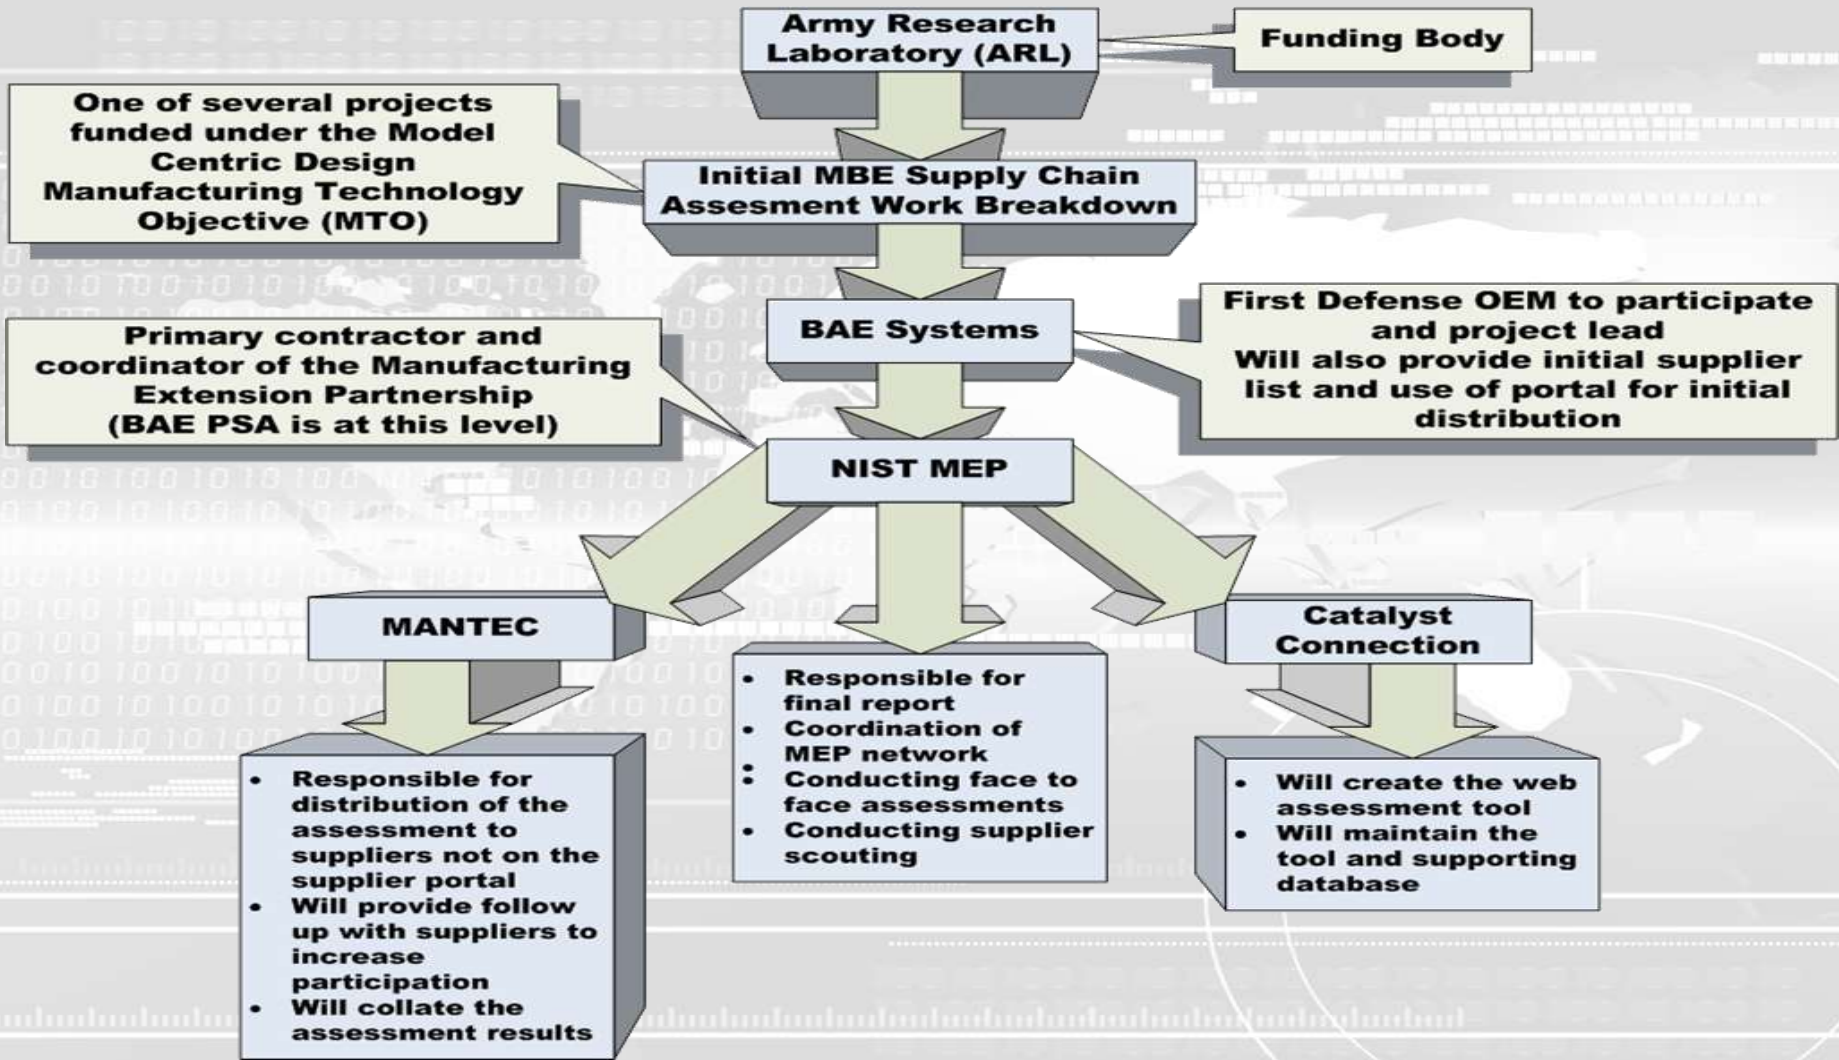 Army Research
Laboratory (ARL)
Funding Body
One of several projects
funded under the Model
Centric Design
Manufacturing Technology
Objective (MTO)
Initial MBE Supply Chain
Assesment Work Breakdown
BAE Systems
First Defense OEM to participate
and project lead
Will also provide initial supplier
list and use of portal for initial
distribution
Primary contractor and
coordinator of the Manufacturing
Extension Partnership
(BAE PSA is at this level)
NIST MEP
MANTEC
• Responsible for
distribution of the
assessment to
suppliers not on the
supplier portal
• Will provide follow
up with suppliers to
increase
participation
• Will collate the
assessment results
• Responsible for
final report
• Coordination of
MEP network
•
• Conducting face to
face assessments
• Conducting supplier
scouting
Catalyst
Connection
• Will create the web
assessment tool
• Will maintain the
tool and supporting
database